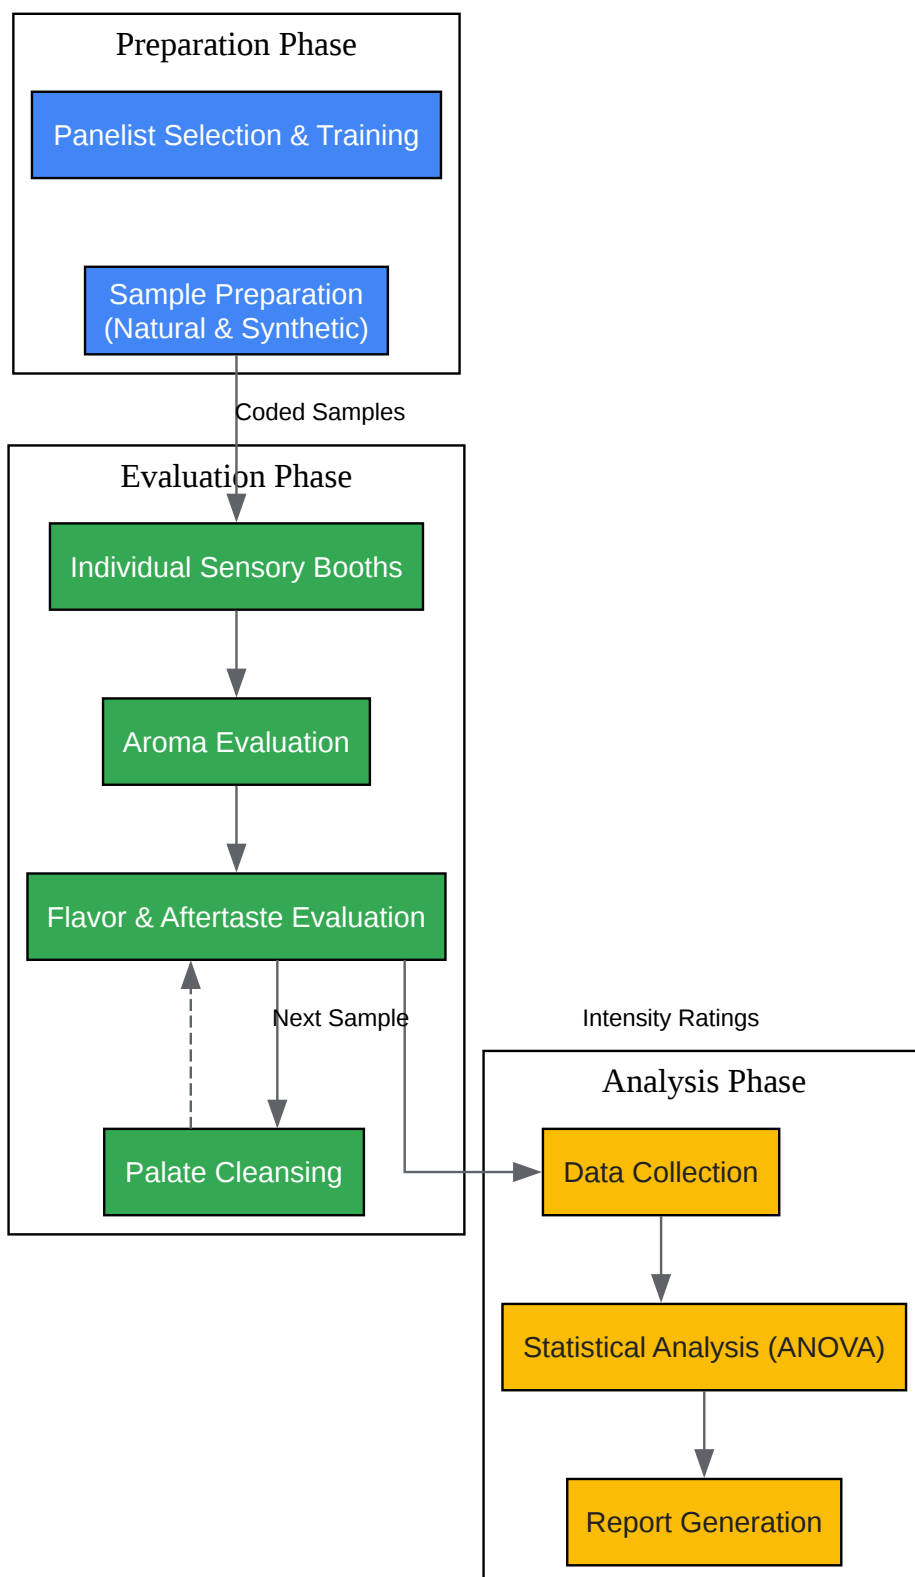 Preparation Phase
Panelist Selection & Training
Sample Preparation
(Natural & Synthetic)
Coded Samples
Evaluation Phase
Individual Sensory Booths
Aroma Evaluation
Flavor & Aftertaste Evaluation
Next Sample
Intensity Ratings
Palate Cleansing
Analysis Phase
Data Collection
Statistical Analysis (ANOVA)
Report Generation